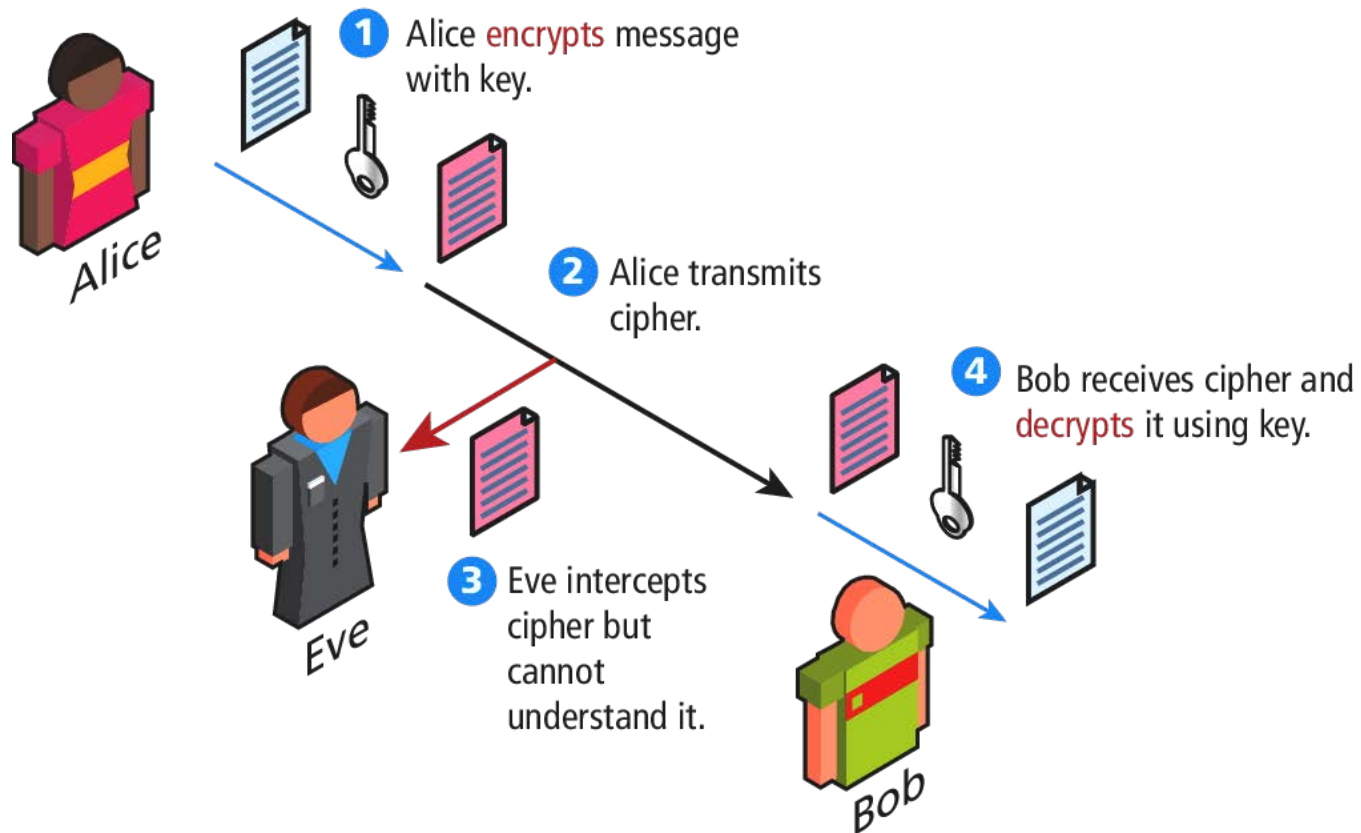 1 Alice encrypts message
with key.
Alice
2 Alice transmits
cipher.
4 Bob receives cipher and
decrypts it using key.
3 Eve intercepts
cipher but
cannot
understand it.
Eve
Bob